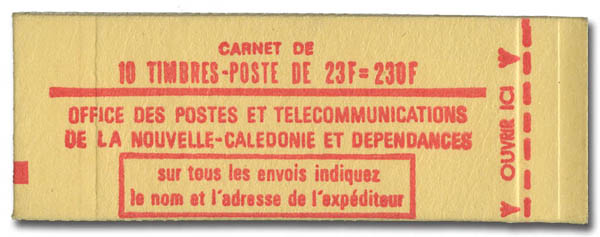 CARNET DE
10 TIMBRES-POSTE DE 23F=230F
OFFICE DES POSTES ET TELECOMMUNICATIONS
DE LA NOUVELLE-CALEDONIE ET DEPENDANCES
sur tous les envois indiquez
le nom et l'adresse de l'expéditeur
OUVRIR ICI